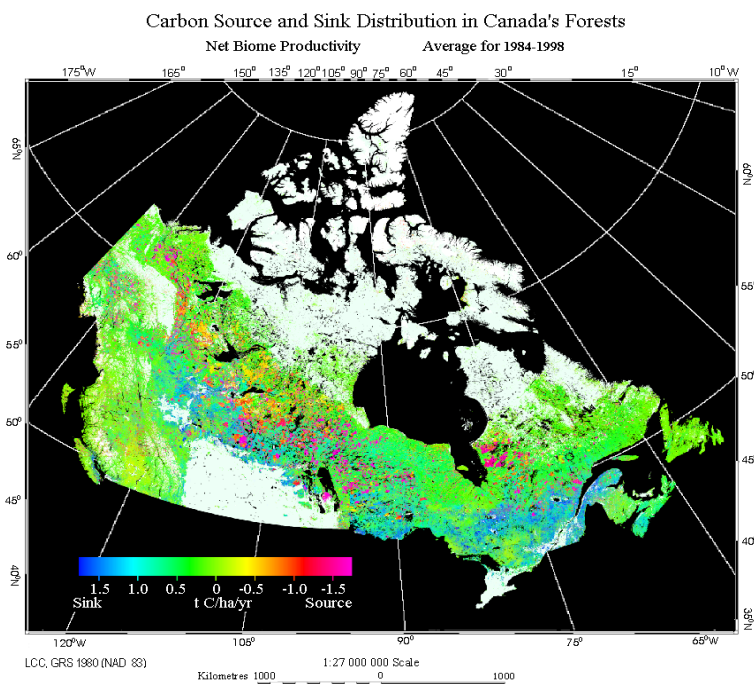 Carbon Source and Sink Distribution in Canada's Forests
Net Biome Productivity Average for 1984-1998
175°W 165° 150° 135° 120° 105° 90° 75° 60° 45° 30° 15° 10°W
65°N
60°N
60°
55°
55°
50°
50°
45°
45°
40°
40°N
35°N
1.5 1.0 0.5 0 -0.5 -1.0 -1.5
Sink t C/ha/yr Source
120°W 105° 90° 75° 65°W
LCC, GRS 1980 (NAD 83) 1:27 000 000 Scale
Kilometres 1000 0 1000